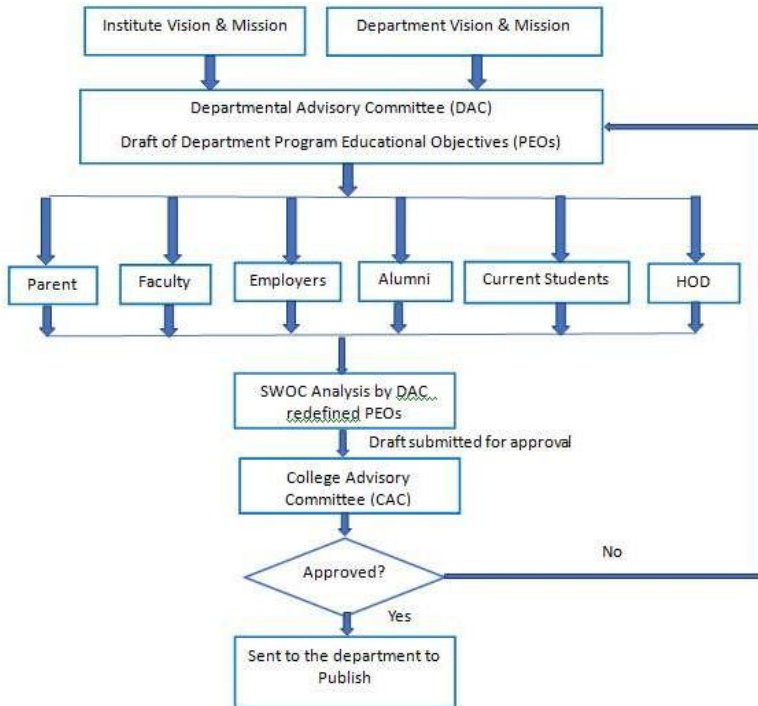 Institute Vision & Mission
Department Vision & Mission
Departmental Advisory Committee (DAC)
Draft of Department Program Educational Objectives (PEOs)
Parent
Faculty
Employers
Alumni
Current Students
HOD
SWOC Analysis by DAC
redefined PEOs
Draft submitted for approval
College Advisory
Committee (CAC)
Approved?
No
Yes
Sent to the department to
Publish